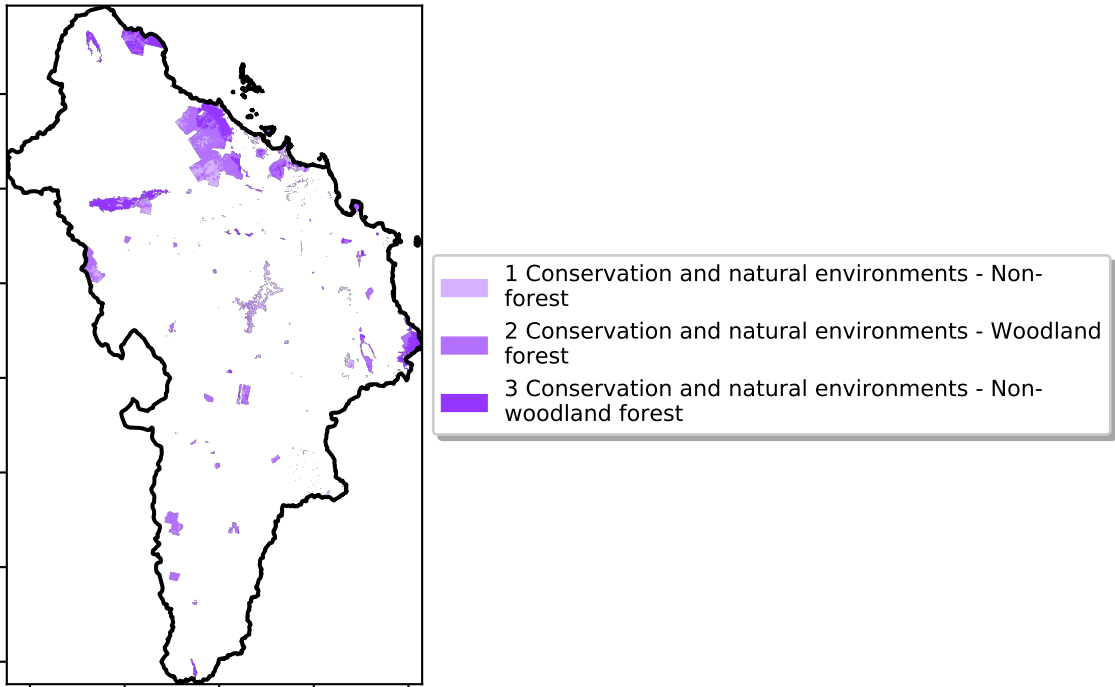 1 Conservation and natural environments - Non-
forest
2 Conservation and natural environments - Woodland
forest
3 Conservation and natural environments - Non-
woodland forest